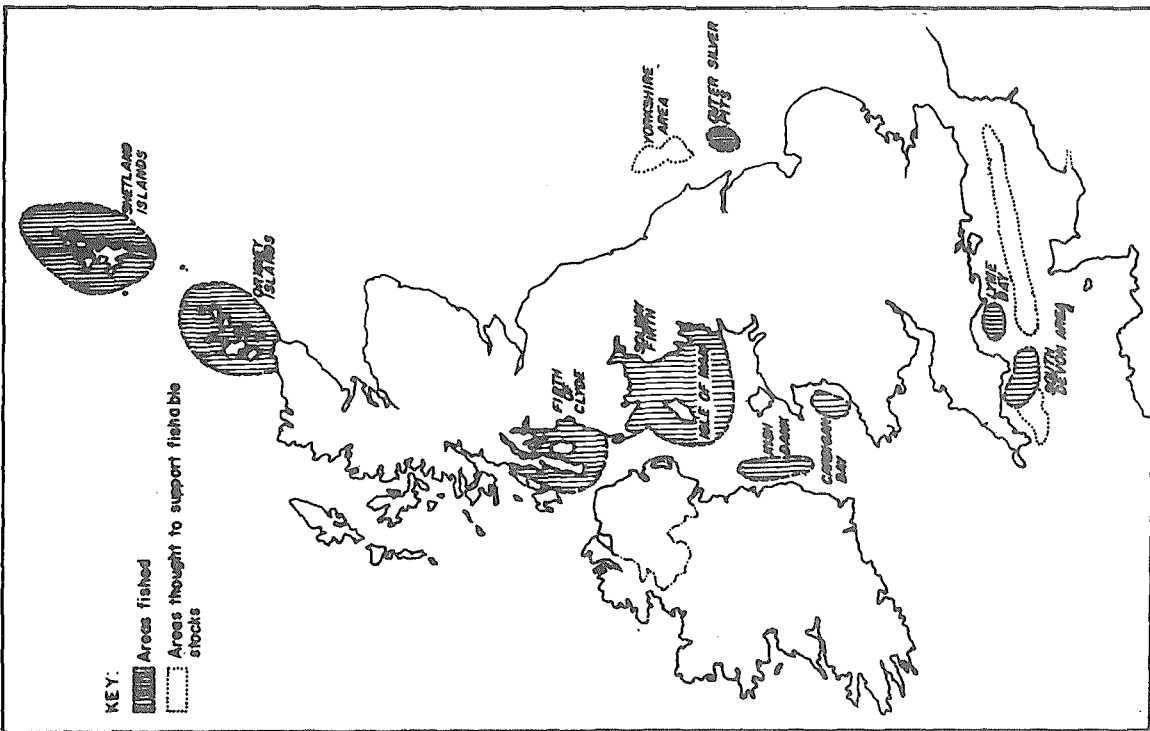 KEY:
Areas fished
Areas thought to support fishable
stocks
SHETLAND
ISLANDS
ORKNEY
ISLANDS
FIRTH
OF
CLYDE
SOLWAY
FIRTH
ISLE OF MAN
KISH
BANK
CARDIGAN
BAY
YORKSHIRE
AREA
OUTER SILVER
PITS
LYME
BAY
SOUTH
DEVON AREA